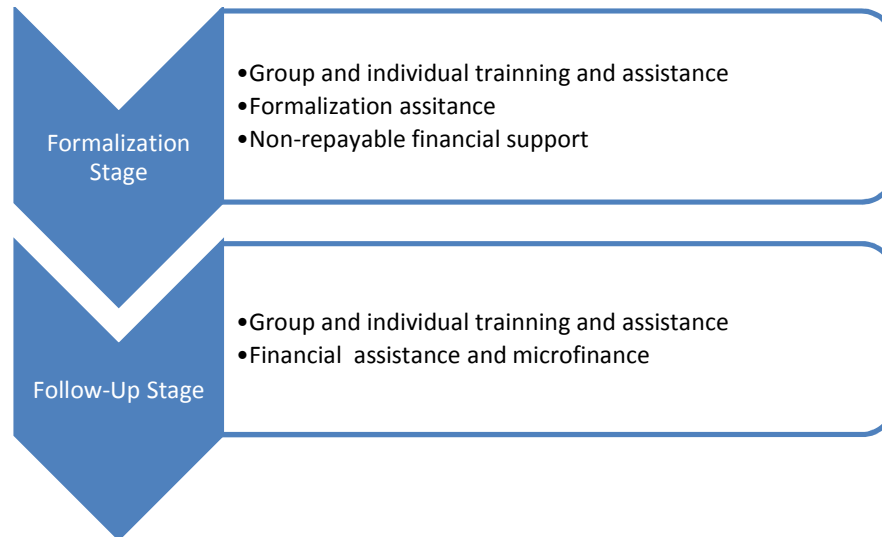 Formalization
Stage
•Group and individual trainning and assistance
•Formalization assitance
•Non-repayable financial support
Follow-Up Stage
•Group and individual trainning and assistance
•Financial  assistance and microfinance